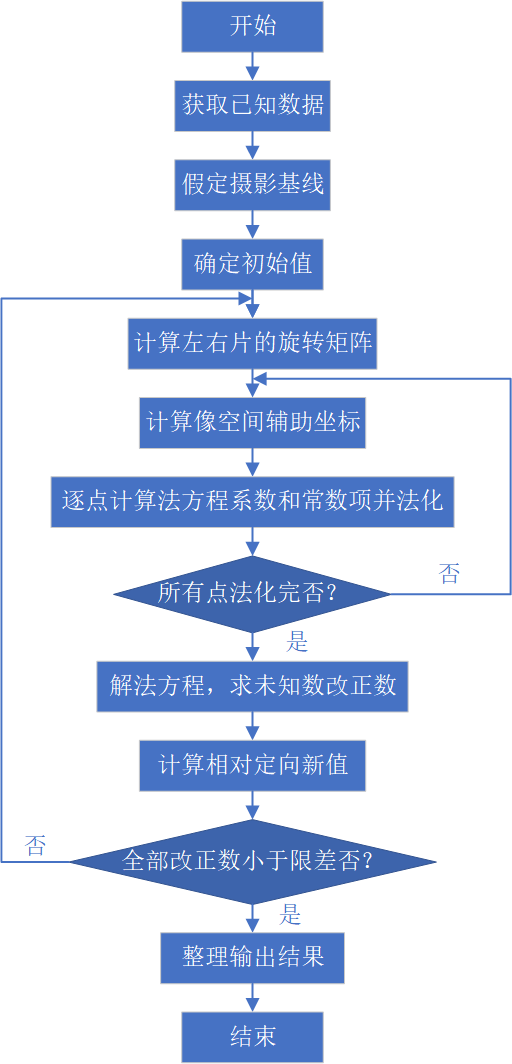 开始
获取已知数据
假定摄影基线
确定初始值
计算左右片的旋转矩阵
计算像空间辅助坐标
逐点计算法方程系数和常数项并法化
所有点法化完否？
否
是
解法方程，求未知数改正数
计算相对定向新值
全部改正数小于限差否？
否
是
整理输出结果
结束